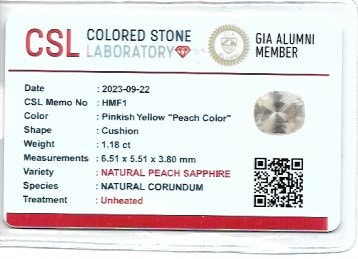 CSL COLORED STONE LABORATORY
GIA ALUMNI MEMBER
Date : 2023-09-22
CSL Memo No : HMF1
Color : Pinkish Yellow "Peach Color"
Shape : Cushion
Weight : 1.18 ct
Measurements : 6.51 x 5.51 x 3.80 mm
Variety : NATURAL PEACH SAPPHIRE
Species : NATURAL CORUNDUM
Treatment : Unheated